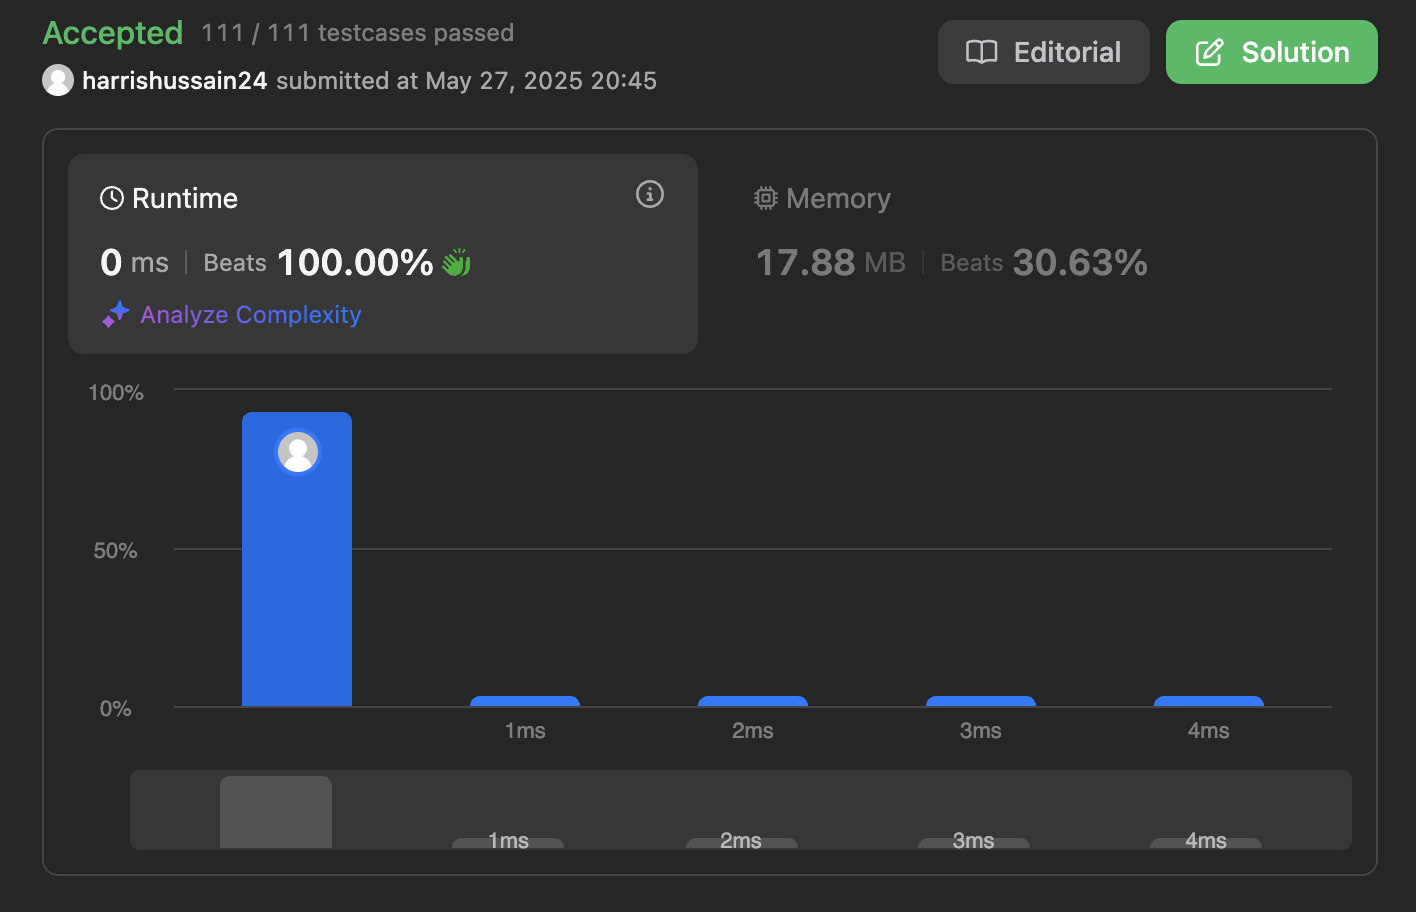 Accepted 111 / 111 testcases passed
Editorial
Solution
harrishussain24 submitted at May 27, 2025 20:45
Runtime
0 ms | Beats 100.00%
Analyze Complexity
Memory
17.88 MB | Beats 30.63%
100%
50%
0%
1ms 2ms 3ms 4ms
1ms 2ms 3ms 4ms